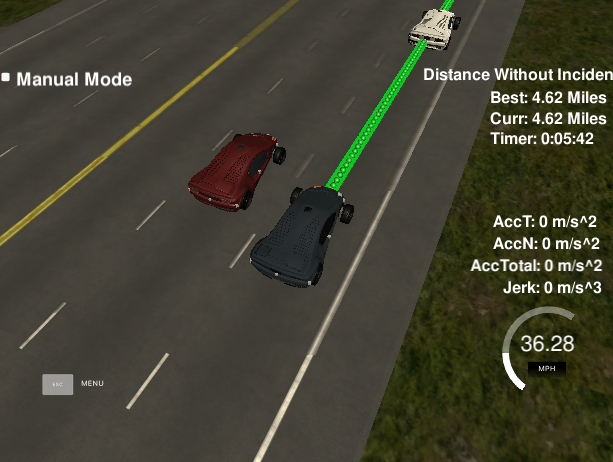 Manual Mode
Distance Without Inciden
Best: 4.62 Miles
Curr: 4.62 Miles
Timer: 0:05:42
AccT: 0 m/s^2
AccN: 0 m/s^2
AccTotal: 0 m/s^2
Jerk: 0 m/s^3
36.28
MPH
ESC MENU